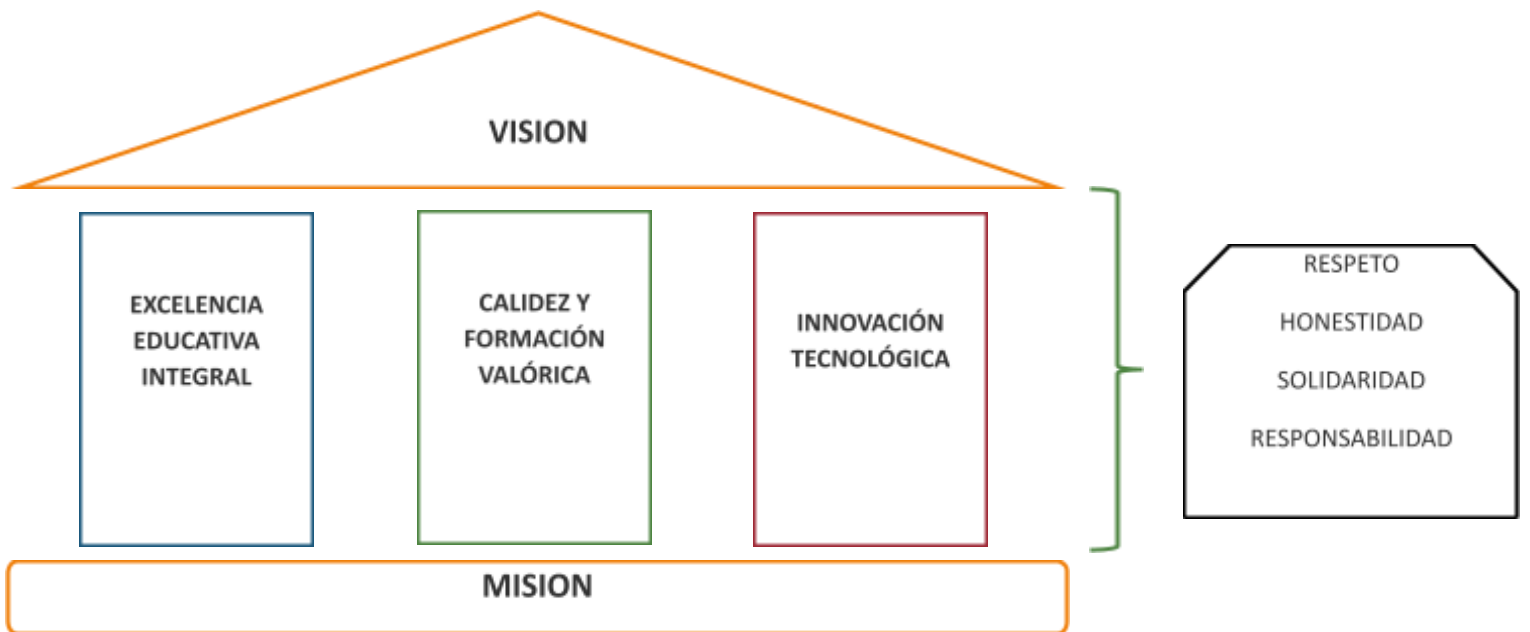 VISION
EXCELENCIA
EDUCATIVA
INTEGRAL
CALIDEZ Y
FORMACIÓN
VALÓRICA
INNOVACIÓN
TECNOLÓGICA
RESPETO
HONESTIDAD
SOLIDARIDAD
RESPONSABILIDAD
MISION